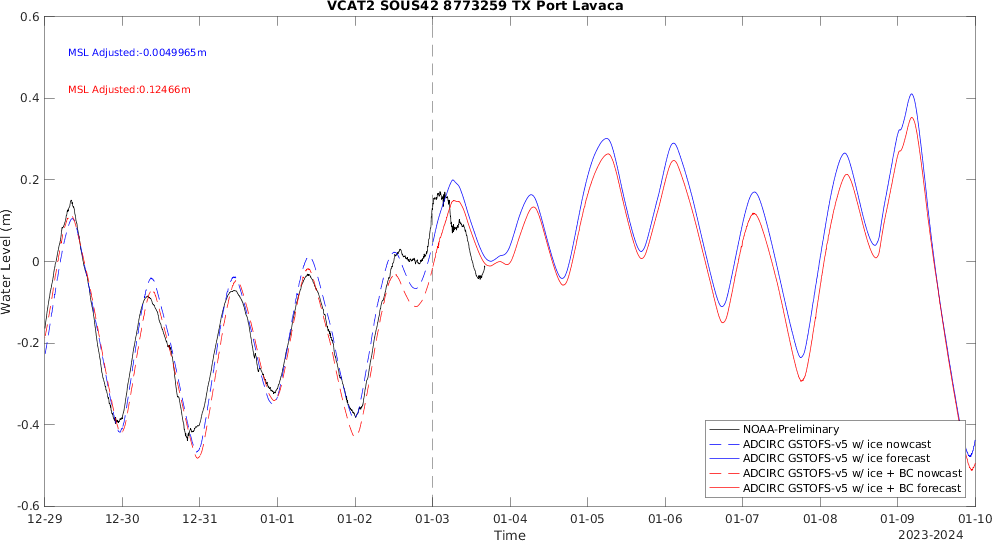 VCAT2 SOUS42 8773259 TX Port Lavaca
MSL Adjusted:-0.0049965m
MSL Adjusted:0.12466m
Water Level (m)
0.6
0.4
0.2
0
-0.2
-0.4
-0.6
NOAA-Preliminary
ADCIRC GSTOFS-v5 w/ ice nowcast
ADCIRC GSTOFS-v5 w/ ice forecast
ADCIRC GSTOFS-v5 w/ ice + BC nowcast
ADCIRC GSTOFS-v5 w/ ice + BC forecast
12-29 12-30 12-31 01-01 01-02 01-03 01-04 01-05 01-06 01-07 01-08 01-09 01-10
Time
2023-2024